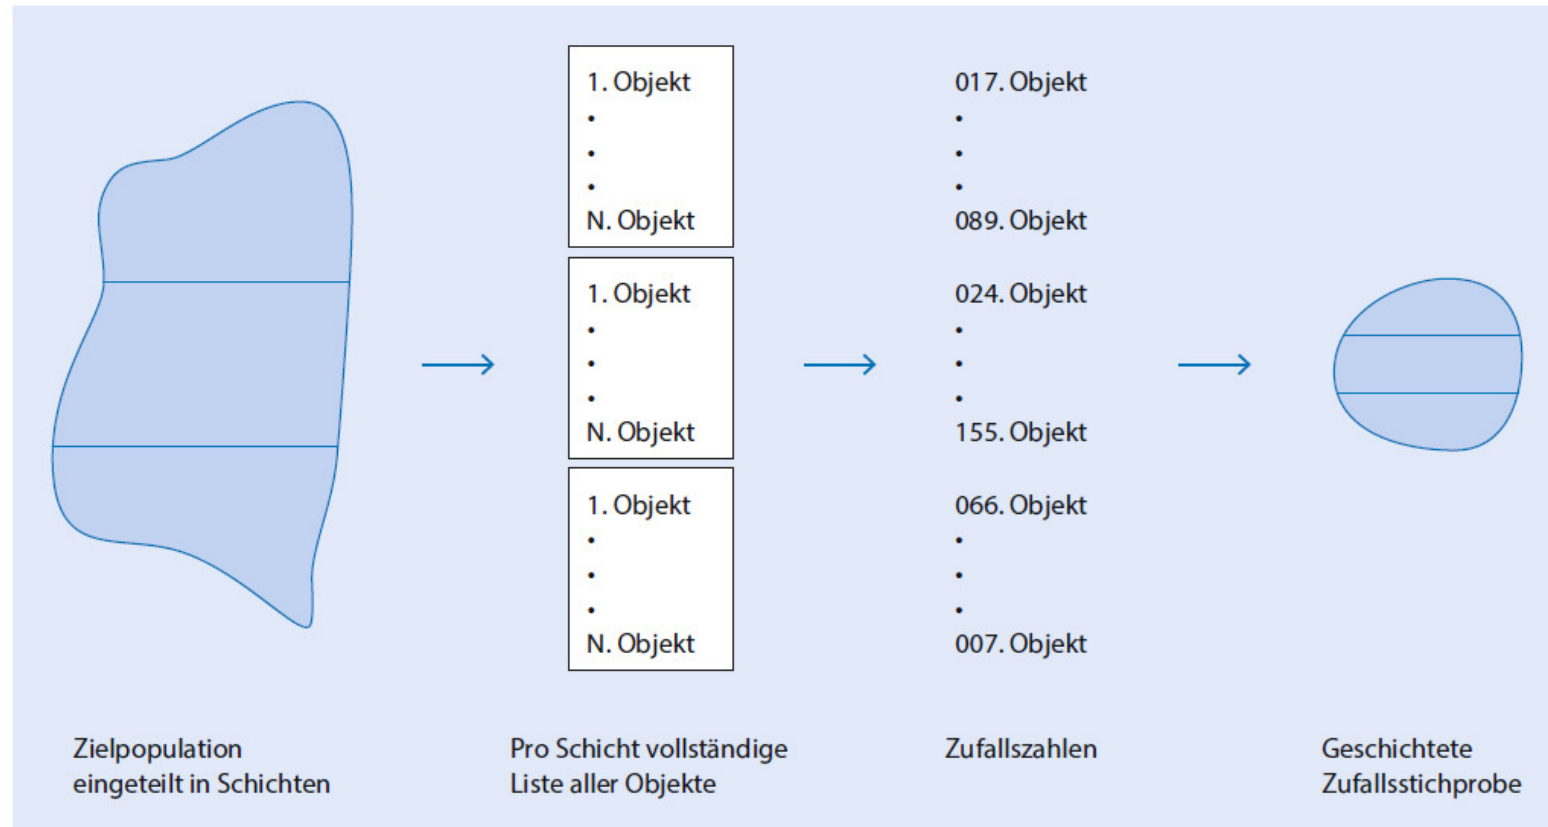 1. Objekt
N. Objekt
1. Objekt
N. Objekt
1. Objekt
N. Objekt
017. Objekt
089. Objekt
024. Objekt
155. Objekt
066. Objekt
007. Objekt
Zielpopulation
eingeteilt in Schichten
Pro Schicht vollständige
Liste aller Objekte
Zufallszahlen
Geschichtete
Zufallsstichprobe